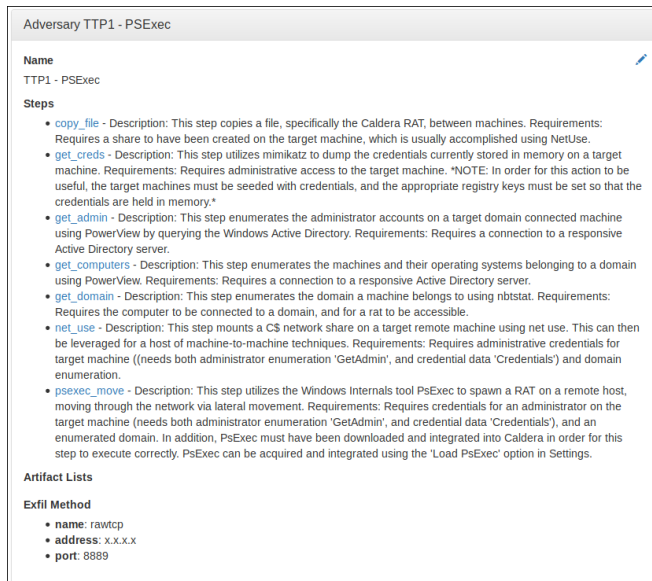 Adversary TTP1 - PSExec
Name
TTP1 - PSExec
Steps
copy_file - Description: This step copies a file, specifically the Caldera RAT, between machines. Requirements:
Requires a share to have been created on the target machine, which is usually accomplished using NetUse.
get_creds - Description: This step utilizes mimikatz to dump the credentials currently stored in memory on a target
machine. Requirements: Requires administrative access to the target machine. *NOTE: In order for this action to be
useful, the target machines must be seeded with credentials, and the appropriate registry keys must be set so that the
credentials are held in memory.*
get_admin - Description: This step enumerates the administrator accounts on a target domain connected machine
using PowerView by querying the Windows Active Directory. Requirements: Requires a connection to a responsive
Active Directory server.
get_computers - Description: This step enumerates the machines and their operating systems belonging to a domain
using PowerView. Requirements: Requires a connection to a responsive Active Directory server.
get_domain - Description: This step enumerates the domain a machine belongs to using nbtstat. Requirements:
Requires the computer to be connected to a domain, and for a rat to be accessible.
net_use - Description: This step mounts a C$ network share on a target remote machine using net use. This can then
be leveraged for a host of machine-to-machine techniques. Requirements: Requires administrative credentials for
target machine ((needs both administrator enumeration 'GetAdmin', and credential data 'Credentials') and domain
enumeration.
psexec_move - Description: This step utilizes the Windows Internals tool PsExec to spawn a RAT on a remote host,
moving through the network via lateral movement. Requirements: Requires credentials for an administrator on the
target machine (needs both administrator enumeration 'GetAdmin', and credential data 'Credentials'), and an
enumerated domain. In addition, PsExec must have been downloaded and integrated into Caldera in order for this
step to execute correctly. PsExec can be acquired and integrated using the 'Load PsExec' option in Settings.
Artifact Lists
Exfil Method
name: rawtcp
address: x.x.x.x
port: 8889